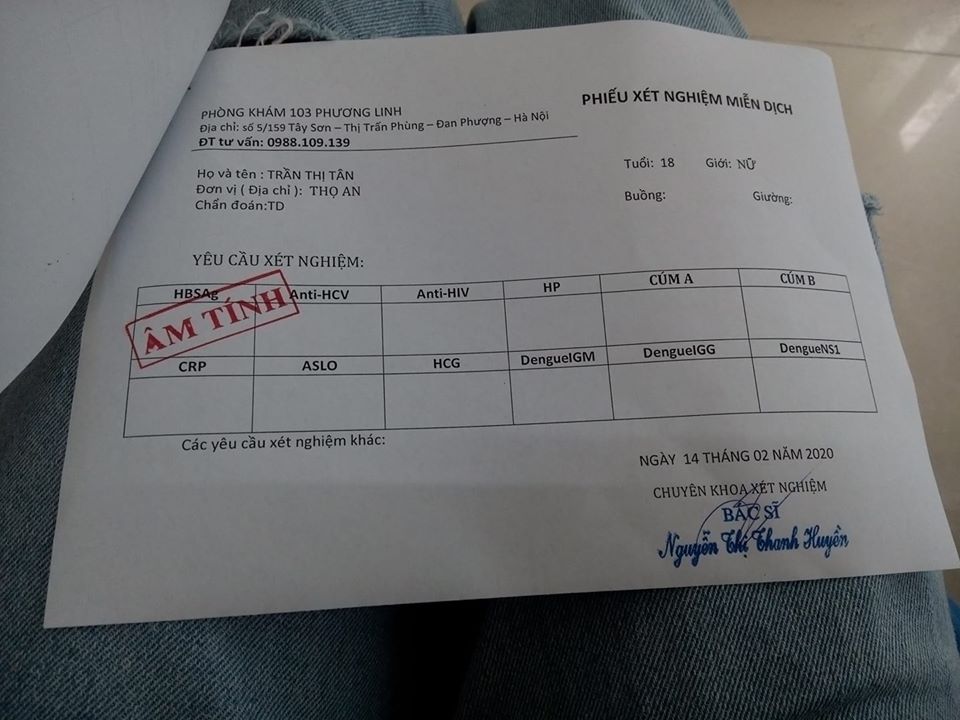 PHÒNG KHÁM 103 PHƯƠNG LINH
Địa chỉ: số 5/159 Tây Sơn – Thị Trấn Phùng – Đan Phượng – Hà Nội
ĐT tư vấn: 0988.109.139
PHIẾU XÉT NGHIỆM MIỄN DỊCH
Họ và tên : TRẦN THỊ TÂN
Tuổi: 18 Giới: NỮ
Đơn vị ( Địa chỉ ): THỌ AN
Buồng: Giường:
Chẩn đoán:TD
YÊU CẦU XÉT NGHIỆM:
HBSAg Anti-HCV Anti-HIV HP CÚM A CÚM B
ÂM TÍNH
CRP ASLO HCG DengueIGM DengueIGG DengueNS1
Các yêu cầu xét nghiệm khác:
NGÀY 14 THÁNG 02 NĂM 2020
CHUYÊN KHOA XÉT NGHIỆM
BÁC SĨ
Nguyễn Thị Thanh Huyền